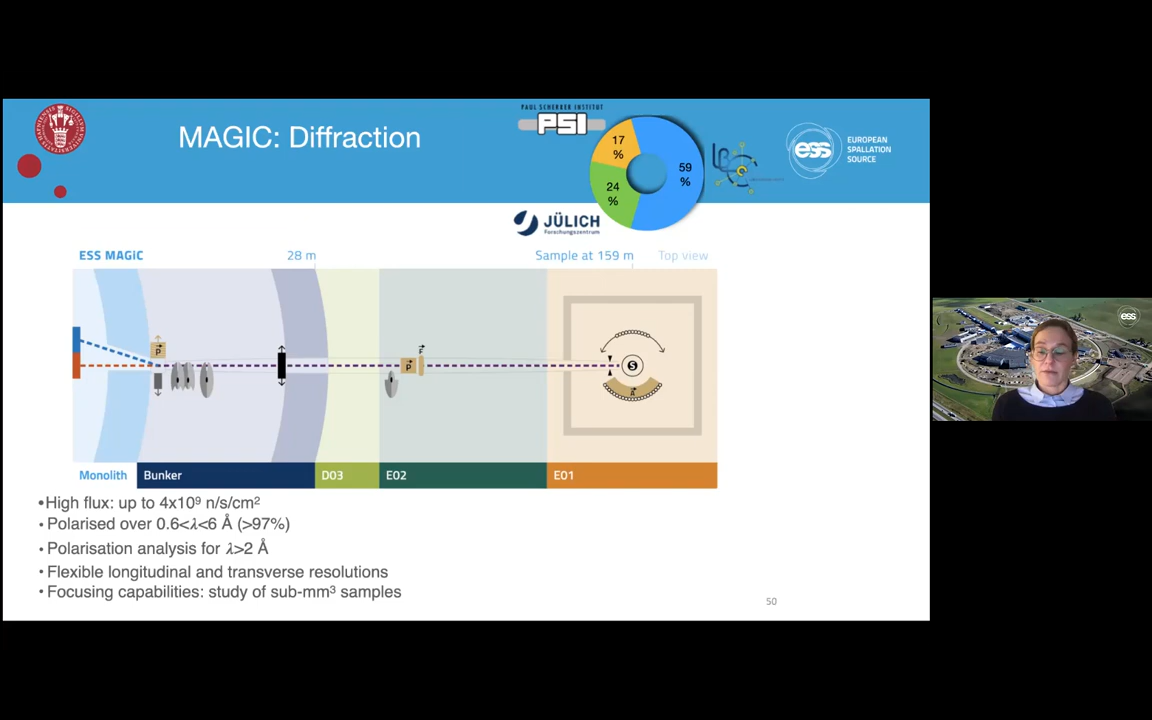 MAGIC: Diffraction
PAUL SCHERRER INSTITUT
PSI
17
%
59
%
24
%
ess
EUROPEAN
SPALLATION
SOURCE
JÜLICH
Forschungszentrum
ESS MAGiC
28 m
Sample at 159 m
Top view
P
P
F
S
Monolith
Bunker
D03
E02
E01
•High flux: up to 4x10⁹ n/s/cm²
• Polarised over 0.6<λ<6 Å (>97%)
• Polarisation analysis for λ>2 Å
• Flexible longitudinal and transverse resolutions
• Focusing capabilities: study of sub-mm³ samples
50
ess